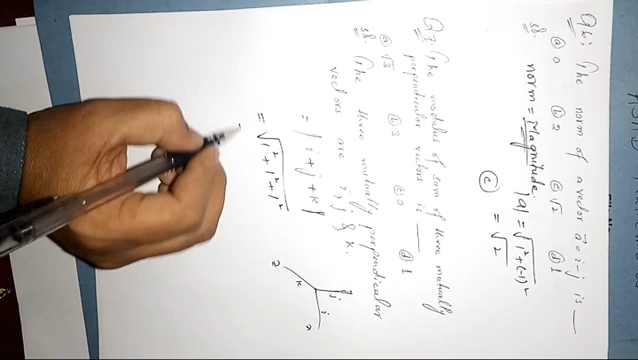 Q6: The norm of a vector a⃗ = i - j is __
(a) 0 (b) 2 (c) √2 (d) 1
sol. norm = Magnitude. |a| = √1² + (-1)²
(c) = √2
Q7: The modulus of sum of three mutually
perpendicular vectors is __
(a) √3 (b) 3 (c) 0 (d) 1
sol. The three mutually perpendicular
vectors are i, j & k.
= | i + j + k |
= √1² + 1² + 1²
y
j
i
k
z
x